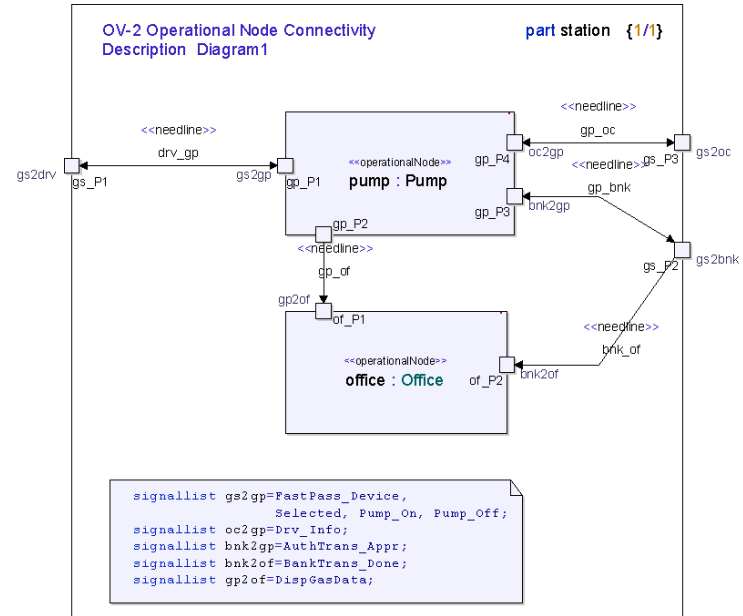 OV-2 Operational Node Connectivity
Description Diagram1
part station {1/1}
<<needline>>
drv_gp
gs2drv
gs_P1
gs2gp
gp_P1
<<operationalNode>>
pump : Pump
gp_P4
oc2gp
<<needline>>
gp_oc
gs_P3
gs2oc
gp_P3
bnk2gp
<<needline>>
gp_bnk
gs_P2
gs2bnk
gp_P2
<<needline>>
gp_of
gp2of
of_P1
<<operationalNode>>
office : Office
of_P2
bnk2of
<<needline>>
bnk_of
signallist gs2gp=FastPass_Device,
Selected, Pump_On, Pump_Off;
signallist oc2gp=Drv_Info;
signallist bnk2gp=AuthTrans_Appr;
signallist bnk2of=BankTrans_Done;
signallist gp2of=DispGasData;